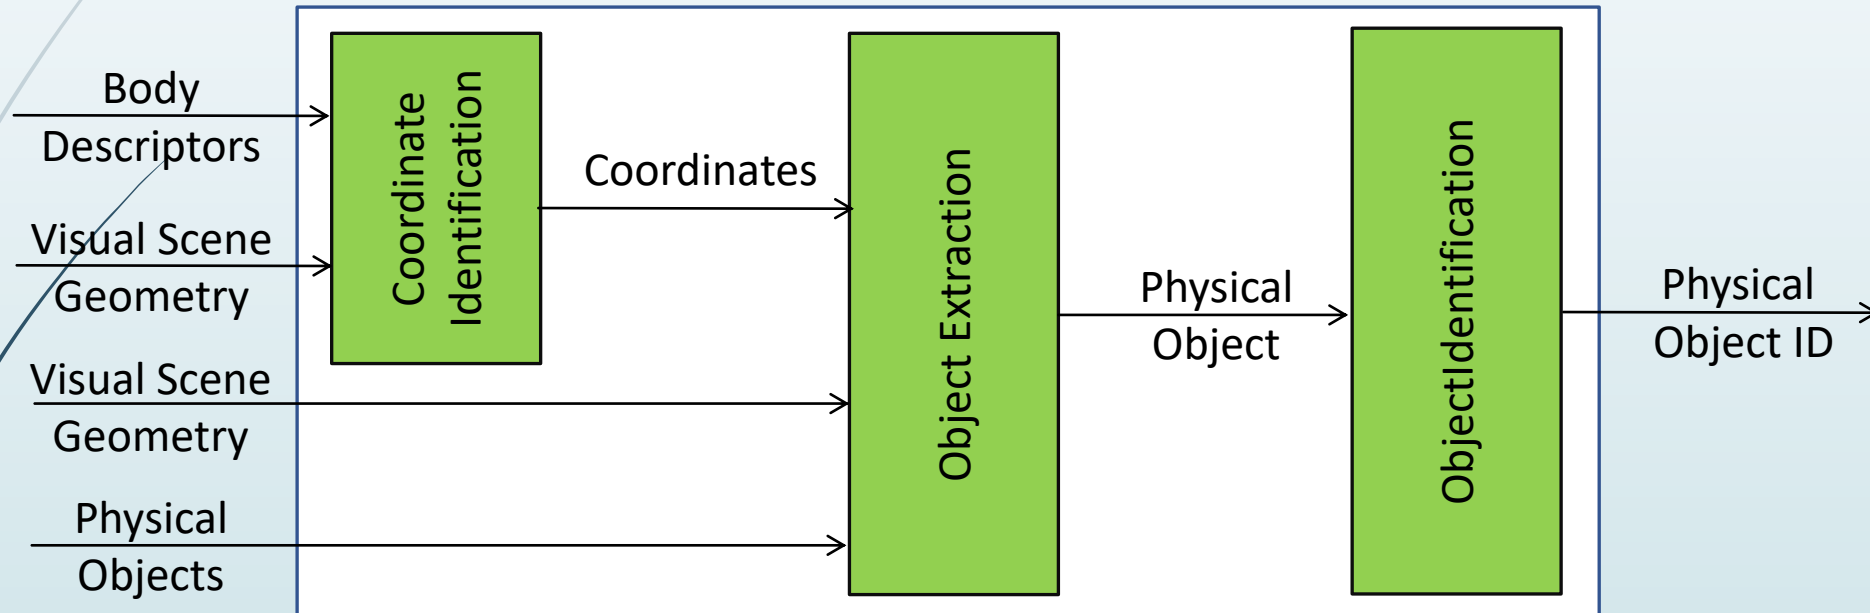 Body
Descriptors
Visual Scene
Geometry
Visual Scene
Geometry
Physical
Objects
Coordinate
Identification
Coordinates
Object Extraction
Physical
Object
ObjectIdentification
Physical
Object ID